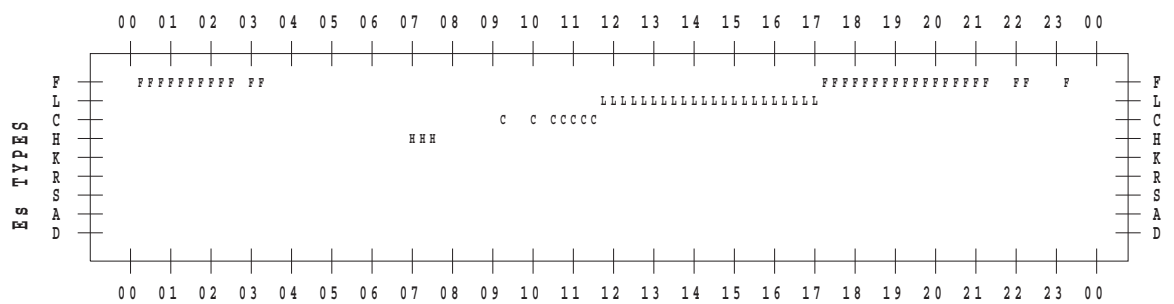 00 01 02 03 04 05 06 07 08 09 10 11 12 13 14 15 16 17 18 19 20 21 22 23 00
F FFFFFFFFFF FF FFFFFFFFFFFFFFFFF FF F F
L LLLLLLLLLLLLLLLLLLLLLL L
C C C CCCCC C
H HHH H
K K
R R
S S
A A
D D
Es TYPES
00 01 02 03 04 05 06 07 08 09 10 11 12 13 14 15 16 17 18 19 20 21 22 23 00